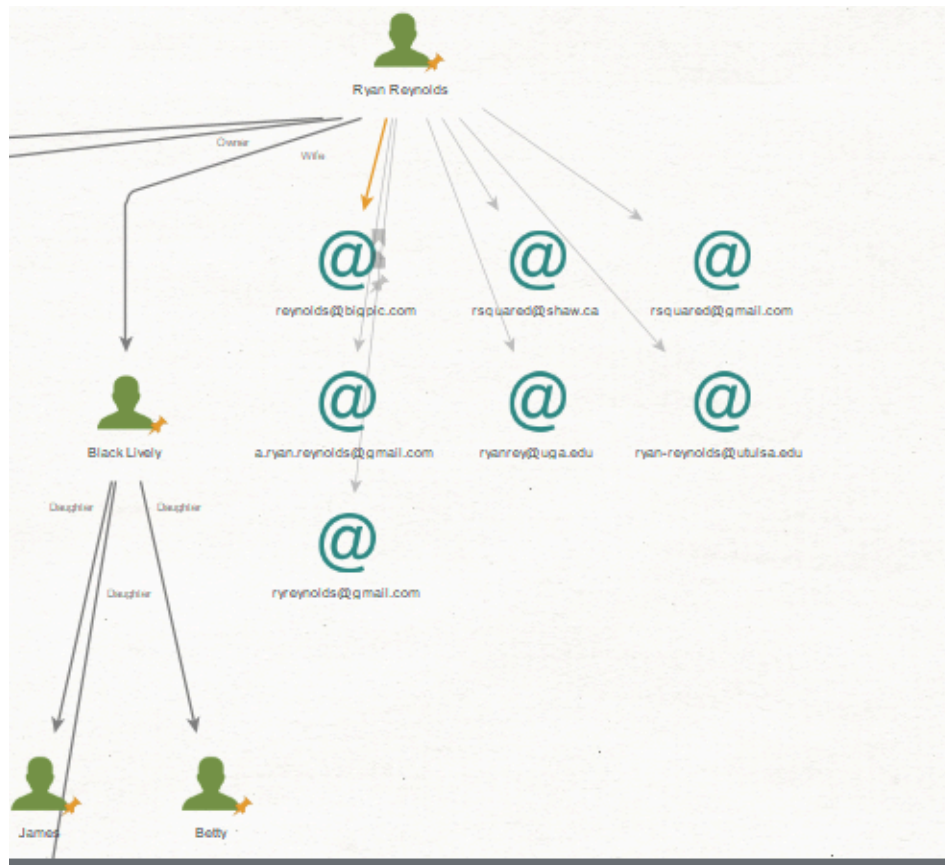 Ryan Reynolds
Owner
Wife
reynolds@bigpic.com
rsquared@shaw.ca
rsquared@gmail.com
Black Lively
a.ryan.reynolds@gmail.com
ryanrey@uga.edu
ryan-reynolds@utulsa.edu
Daughter
Daughter
Daughter
ryreynolds@gmail.com
James
Betty